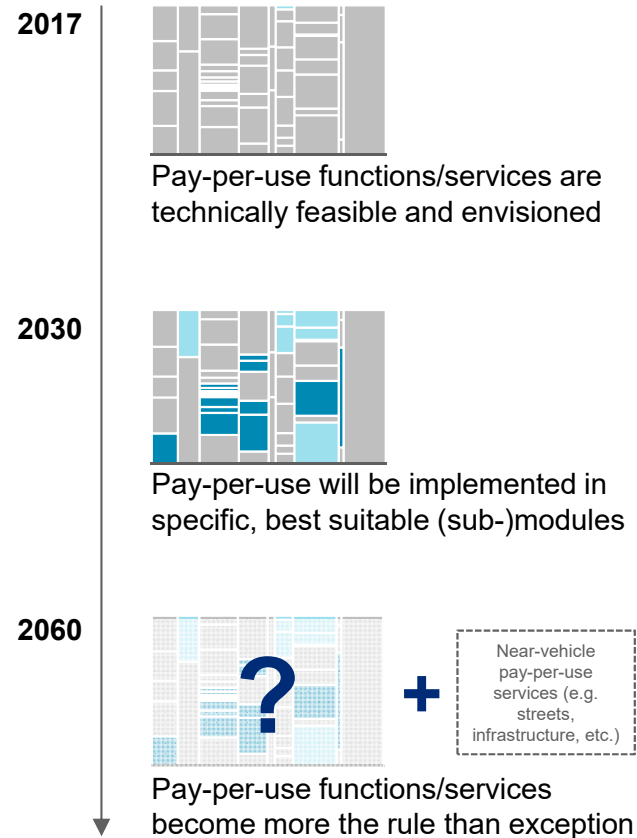 2017
Pay-per-use functions/services are
technically feasible and envisioned
2030
Pay-per-use will be implemented in
specific, best suitable (sub-)modules
2060
?
+
Near-vehicle
pay-per-use
services (e.g.
streets,
infrastructure, etc.)
Pay-per-use functions/services
become more the rule than exception